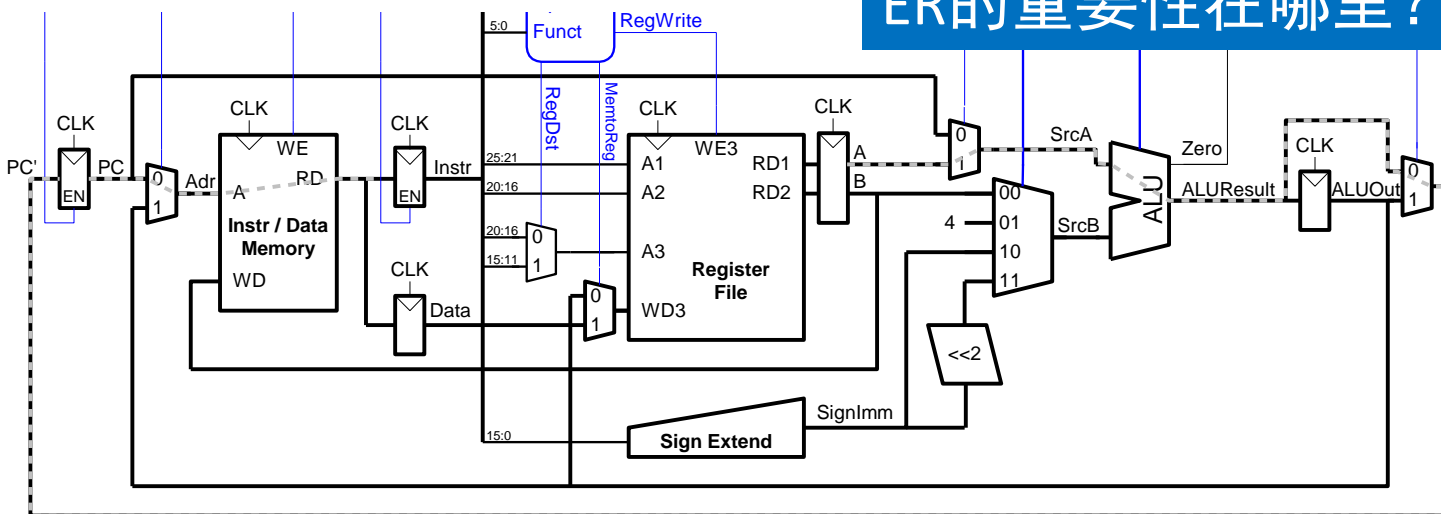 ER的重要性在哪里?
5:0
Funct
RegWrite
RegDst
MemtoReg
CLK
CLK
CLK
CLK
CLK
CLK
CLK
PC'
EN
PC
0
1
Adr
A
WE
RD
Instr / Data
Memory
WD
EN
Instr
Data
25:21
20:16
20:16
15:11
0
1
0
1
15:0
A1
A2
A3
WD3
WE3
RD1
RD2
Register
File
A
B
0
1
SrcA
00
4
01
10
11
SrcB
<<2
SignImm
Sign Extend
ALU
Zero
ALUResult
ALUOut
0
1